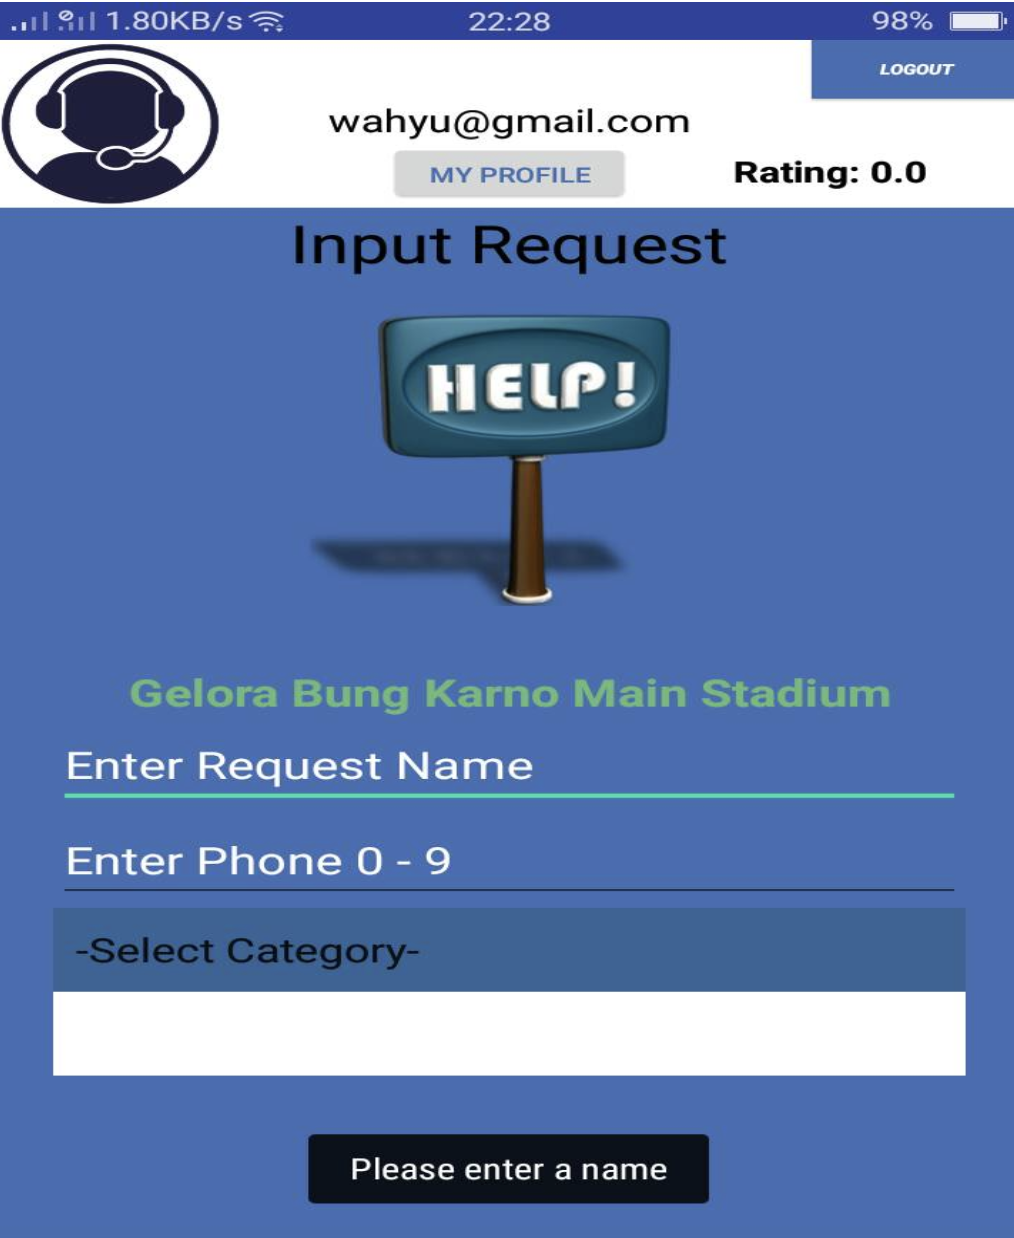 1.80KB/s 22:28 98%
LOGOUT
wahyu@gmail.com
MY PROFILE Rating: 0.0
Input Request
HELP!
Gelora Bung Karno Main Stadium
Enter Request Name
Enter Phone 0 - 9
-Select Category-
Please enter a name